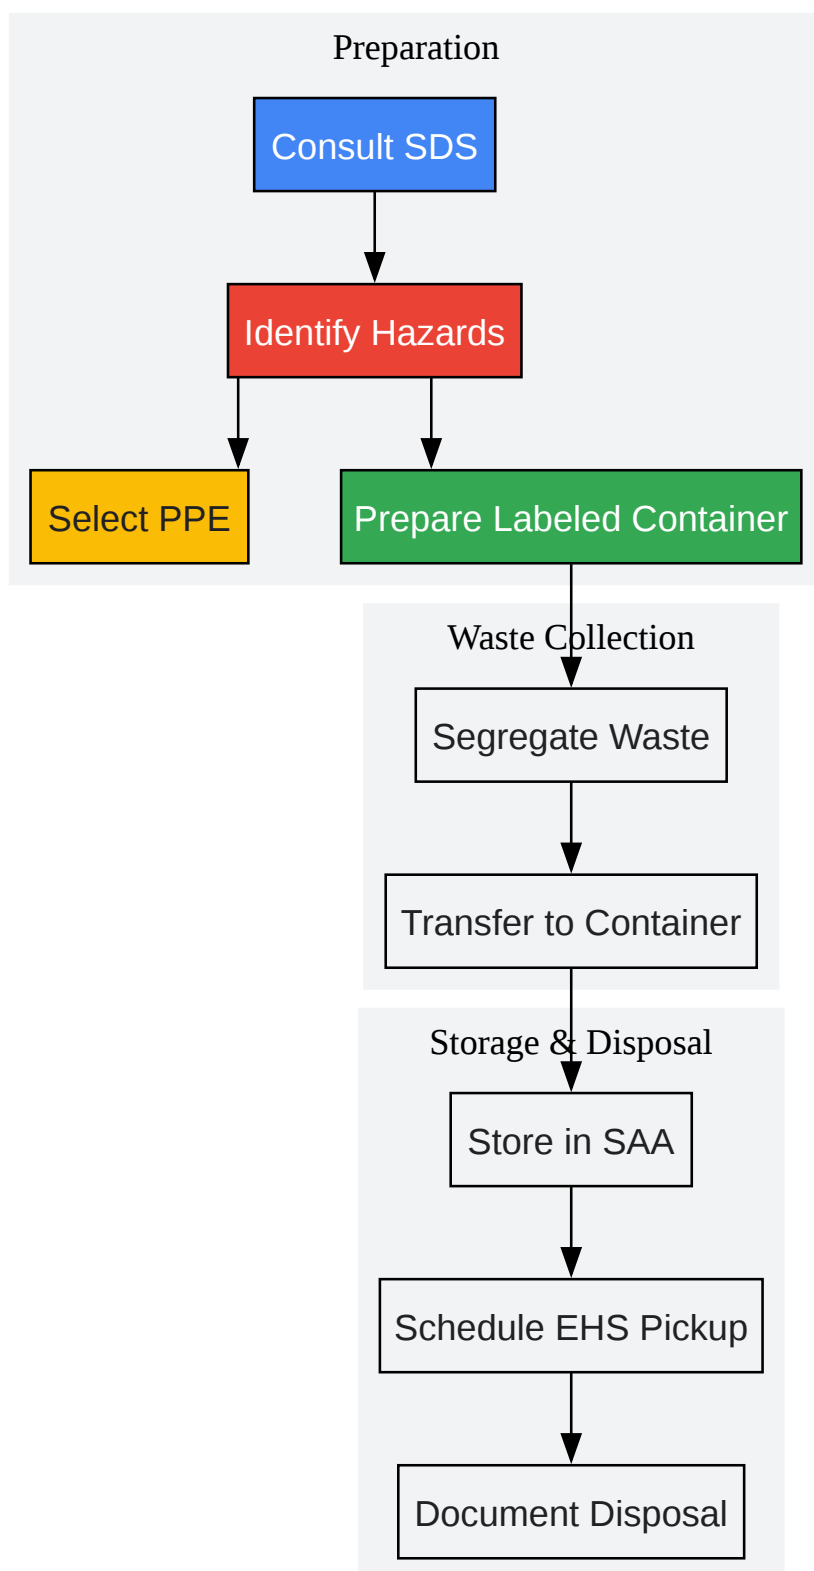 Preparation
Consult SDS
Identify Hazards
Select PPE
Prepare Labeled Container
Waste Collection
Segregate Waste
Transfer to Container
Storage & Disposal
Store in SAA
Schedule EHS Pickup
Document Disposal